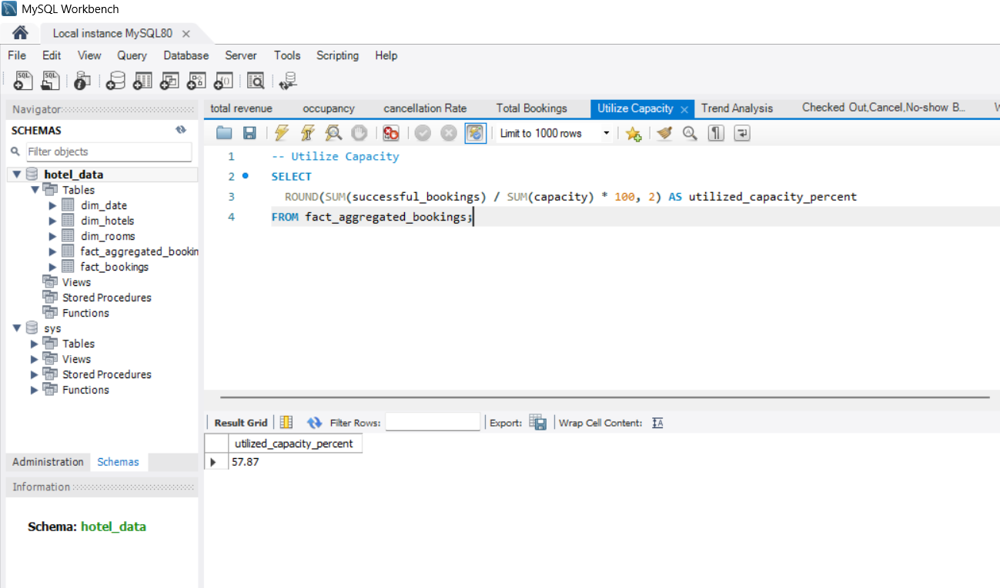 MySQL Workbench
Local instance MySQL80
File Edit View Query Database Server Tools Scripting Help
Navigator
SCHEMAS
Filter objects
hotel_data
Tables
dim_date
dim_hotels
dim_rooms
fact_aggregated_bookin
fact_bookings
Views
Stored Procedures
Functions
sys
Tables
Views
Stored Procedures
Functions
Administration Schemas
Information
Schema: hotel_data
total revenue occupancy cancellation Rate Total Bookings Utilize Capacity Trend Analysis Checked Out,Cancel,No-show B...
Limit to 1000 rows
1 -- Utilize Capacity
2 SELECT
3 ROUND(SUM(successful_bookings) / SUM(capacity) * 100, 2) AS utilized_capacity_percent
4 FROM fact_aggregated_bookings;
Result Grid Filter Rows: Export: Wrap Cell Content:
utilized_capacity_percent
57.87